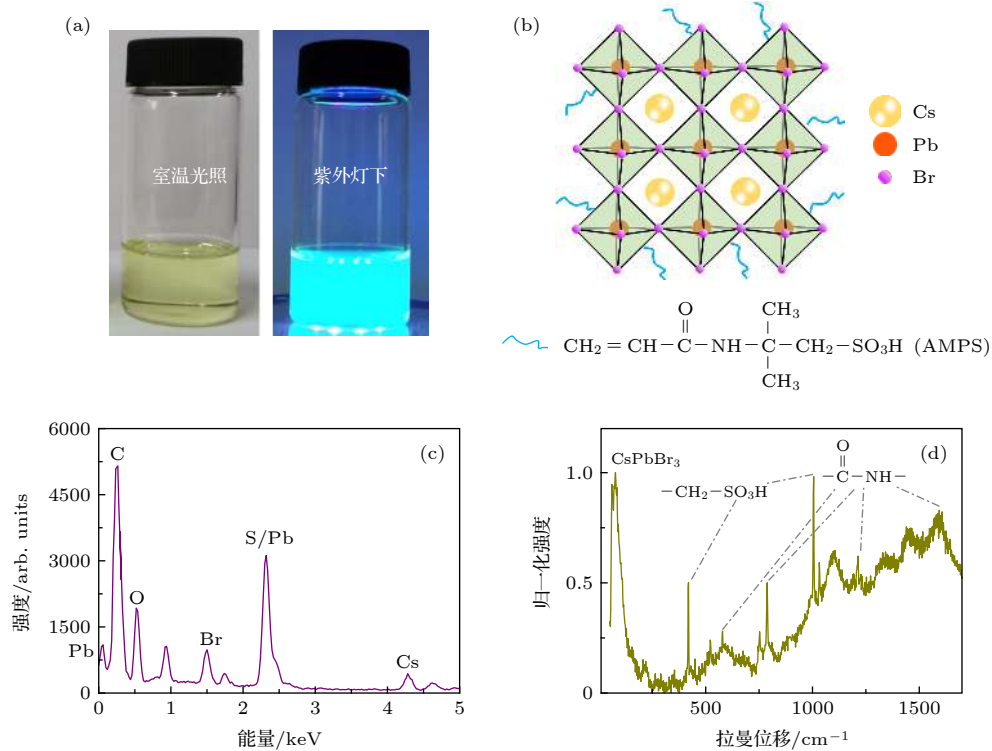 (a)
室温光照
紫外灯下
(b)
Cs
Pb
Br
O
CH₃
CH₂=CH−C−NH−C−CH₂−SO₃H (AMPS)
CH₃
(c)
6000
4500
3000
1500
0
强度/arb. units
C
O
Pb
Br
S/Pb
Cs
0 1 2 3 4 5
能量/keV
(d)
1.0
0.5
0
归一化强度
CsPbBr₃
−CH₂−SO₃H
O
−C−NH−
500 1000 1500
拉曼位移/cm⁻¹